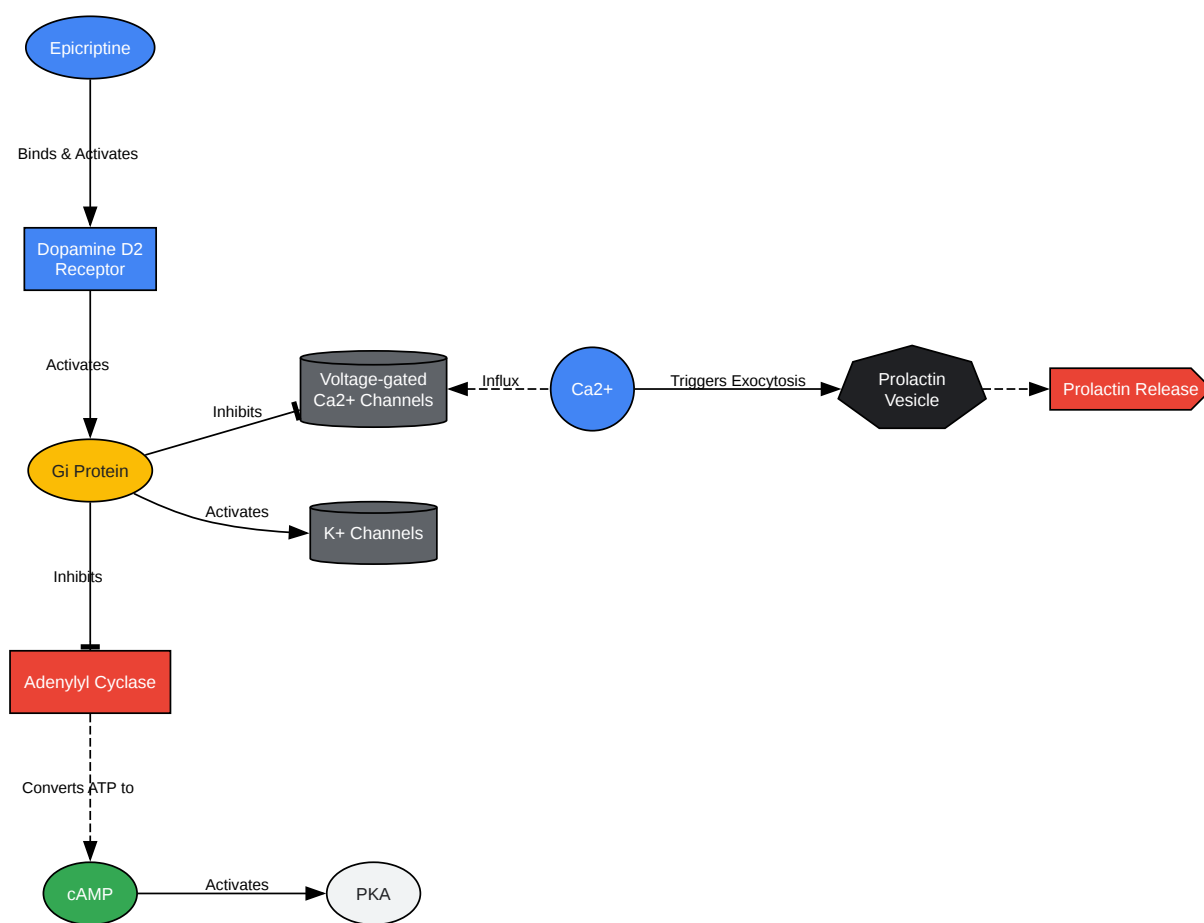 Epicriptine
Binds & Activates
Dopamine D2
Receptor
Activates
Gi Protein
Inhibits
Voltage-gated
Ca2+ Channels
Influx
Ca2+
Triggers Exocytosis
Prolactin
Vesicle
Prolactin Release
Activates
K+ Channels
Inhibits
Adenylyl Cyclase
Converts ATP to
cAMP
Activates
PKA